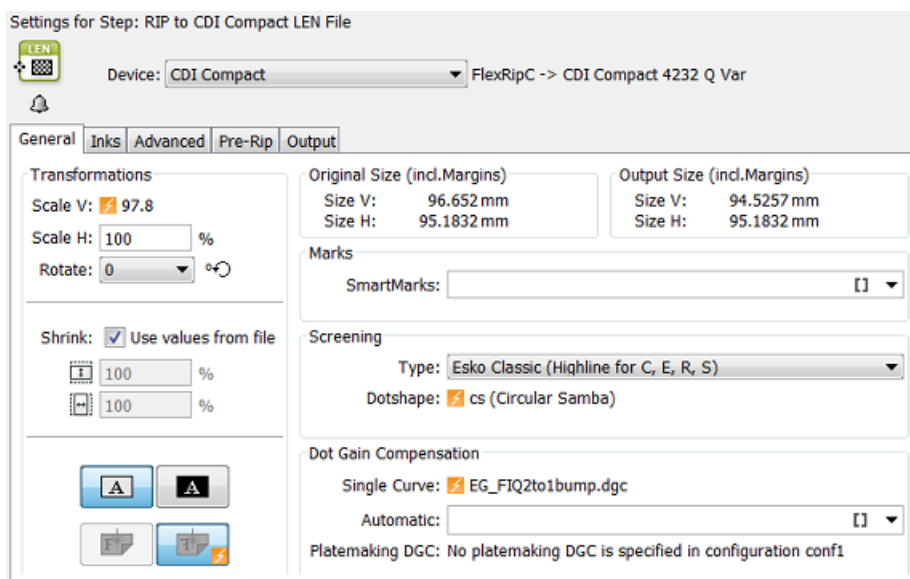 Settings for Step: RIP to CDI Compact LEN File
LEN
Device: CDI Compact FlexRipC -> CDI Compact 4232 Q Var
General Inks Advanced Pre-Rip Output
Transformations
Scale V: 97.8
Scale H: 100 %
Rotate: 0
Shrink: Use values from file
100 %
100 %
A A
F F
Original Size (incl.Margins)
Size V: 96.652 mm
Size H: 95.1832 mm
Output Size (incl.Margins)
Size V: 94.5257 mm
Size H: 95.1832 mm
Marks
SmartMarks: []
Screening
Type: Esko Classic (Highline for C, E, R, S)
Dotshape: cs (Circular Samba)
Dot Gain Compensation
Single Curve: EG_FIQ2to1bump.dgc
Automatic: []
Platemaking DGC: No platemaking DGC is specified in configuration conf1